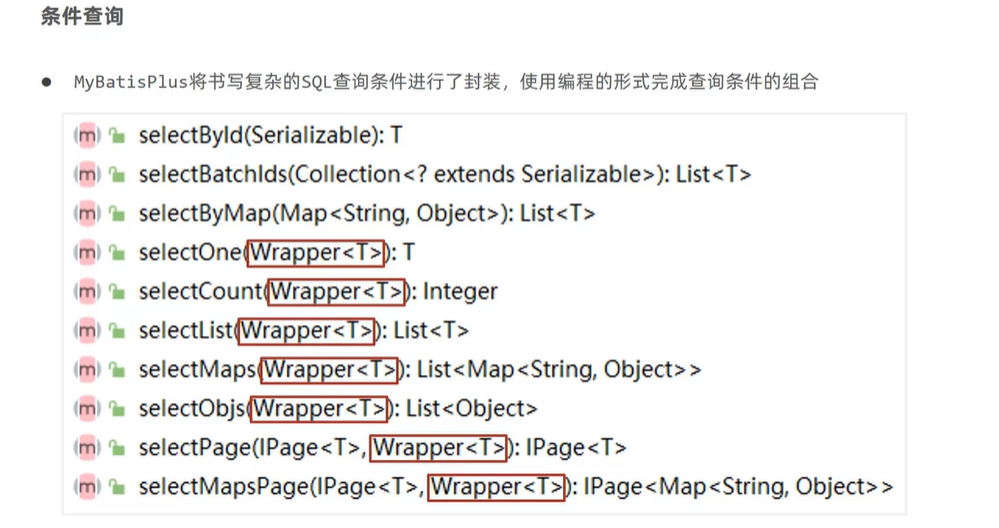 条件查询
● MyBatisPlus将书写复杂的SQL查询条件进行了封装，使用编程的形式完成查询条件的组合
m selectById(Serializable): T
m selectBatchIds(Collection<? extends Serializable>): List<T>
m selectByMap(Map<String, Object>): List<T>
m selectOne(Wrapper<T>): T
m selectCount(Wrapper<T>): Integer
m selectList(Wrapper<T>): List<T>
m selectMaps(Wrapper<T>): List<Map<String, Object>>
m selectObjs(Wrapper<T>): List<Object>
m selectPage(IPage<T>, Wrapper<T>): IPage<T>
m selectMapsPage(IPage<T>, Wrapper<T>): IPage<Map<String, Object>>